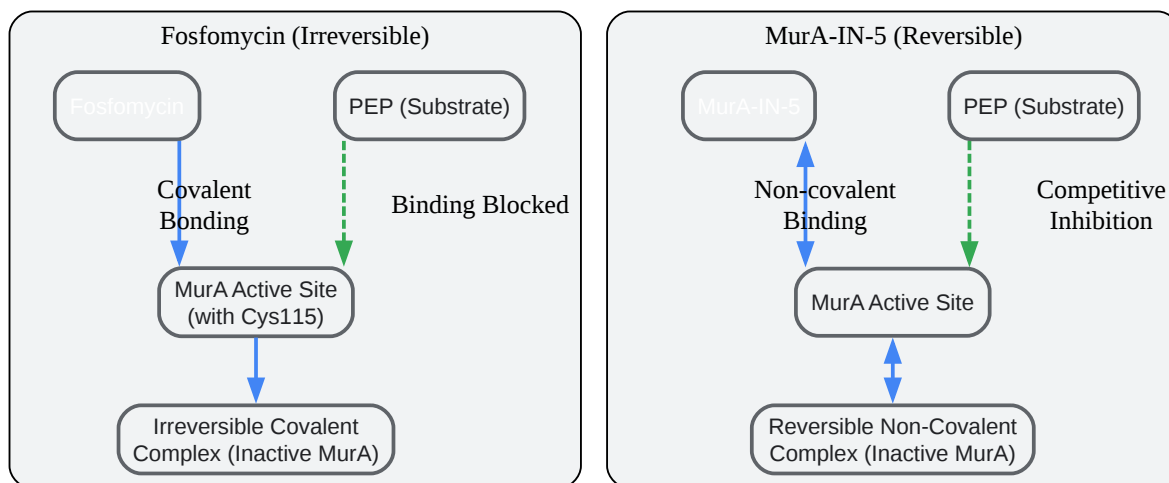 Fosfomycin (Irreversible)
Fosfomycin
PEP (Substrate)
Covalent
Bonding
Binding Blocked
MurA Active Site
(with Cys115)
Irreversible Covalent
Complex (Inactive MurA)
MurA-IN-5 (Reversible)
MurA-IN-5
PEP (Substrate)
Non-covalent
Binding
Competitive
Inhibition
MurA Active Site
Reversible Non-Covalent
Complex (Inactive MurA)